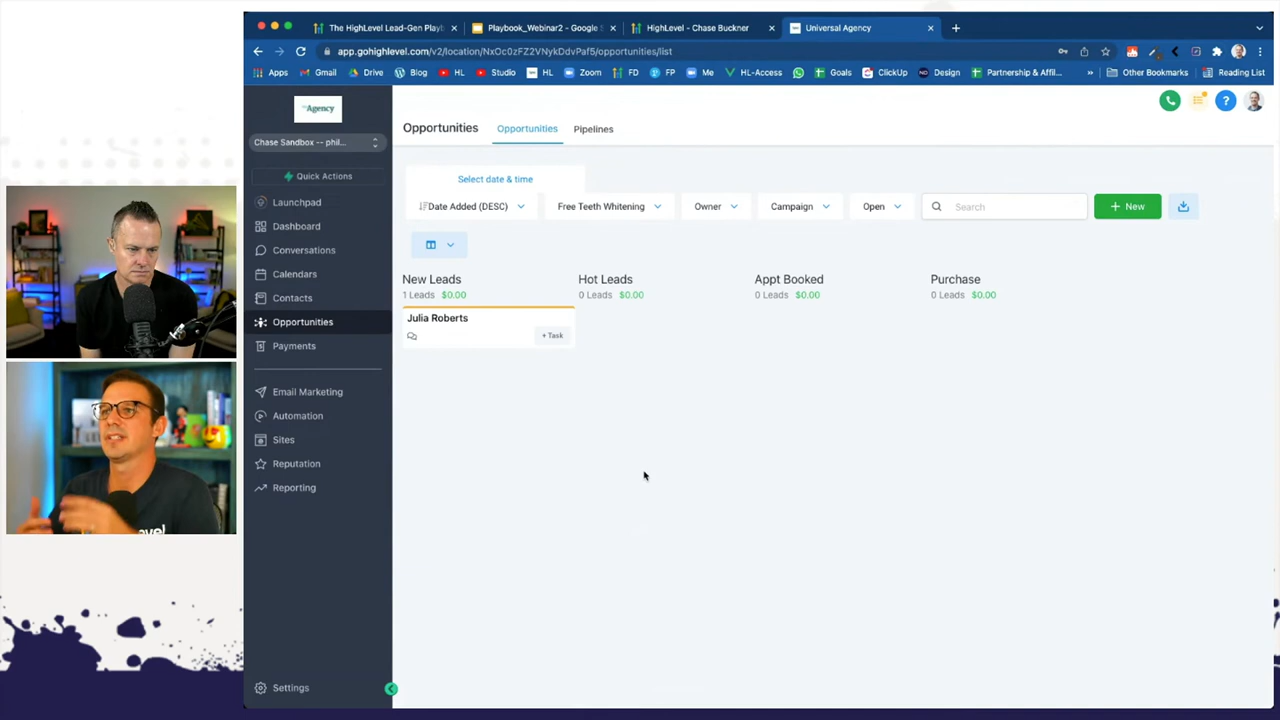 The HighLevel Lead-Gen Playb
Playbook_Webinar2 - Google S
HighLevel - Chase Buckner
Universal Agency
app.gohighlevel.com/v2/location/NxOc0zFZ2VNykDdvPaf5/opportunities/list
Apps
Gmail
Drive
Blog
HL
Studio
HL
Zoom
FD
FP
Me
HL-Access
Goals
ClickUp
Design
Partnership & Affil...
»
Other Bookmarks
Reading List
Agency
Chase Sandbox -- phil...
Quick Actions
Launchpad
Dashboard
Conversations
Calendars
Contacts
Opportunities
Payments
Email Marketing
Automation
Sites
Reputation
Reporting
Settings
Opportunities
Opportunities
Pipelines
Select date & time
Date Added (DESC)
Free Teeth Whitening
Owner
Campaign
Open
Search
+ New
New Leads
1 Leads $0.00
Hot Leads
0 Leads $0.00
Appt Booked
0 Leads $0.00
Purchase
0 Leads $0.00
Julia Roberts
+ Task